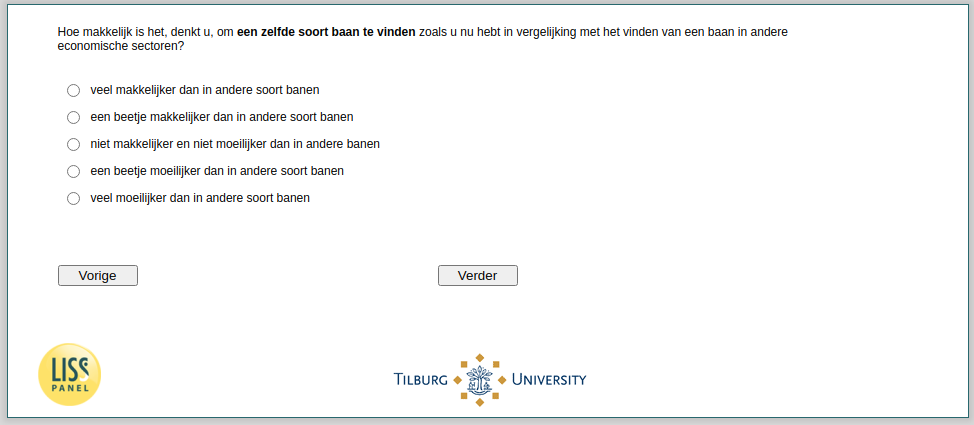 Hoe makkelijk is het, denkt u, om een zelfde soort baan te vinden zoals u nu hebt in vergelijking met het vinden van een baan in andere
economische sectoren?
veel makkelijker dan in andere soort banen
een beetje makkelijker dan in andere soort banen
niet makkelijker en niet moeilijker dan in andere banen
een beetje moeilijker dan in andere soort banen
veel moeilijker dan in andere soort banen
Vorige Verder
LISS
PANEL
TILBURG UNIVERSITY